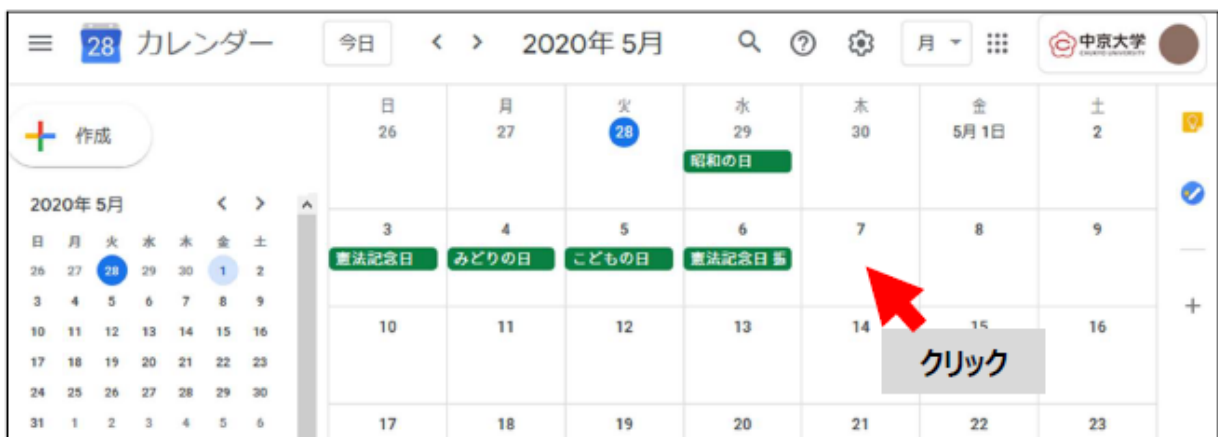 28 カレンダー 今日 < > 2020年 5月 月 中京大学
CHUKYO UNIVERSITY
作成
日 月 火 水 木 金 土
26 27 28 29 30 5月 1日 2
昭和の日
3 4 5 6 7 8 9
憲法記念日 みどりの日 こどもの日 憲法記念日 振
10 11 12 13 14 15 16
クリック
17 18 19 20 21 22 23
2020年 5月 < >
日 月 火 水 木 金 土
26 27 28 29 30 1 2
3 4 5 6 7 8 9
10 11 12 13 14 15 16
17 18 19 20 21 22 23
24 25 26 27 28 29 30
31 1 2 3 4 5 6